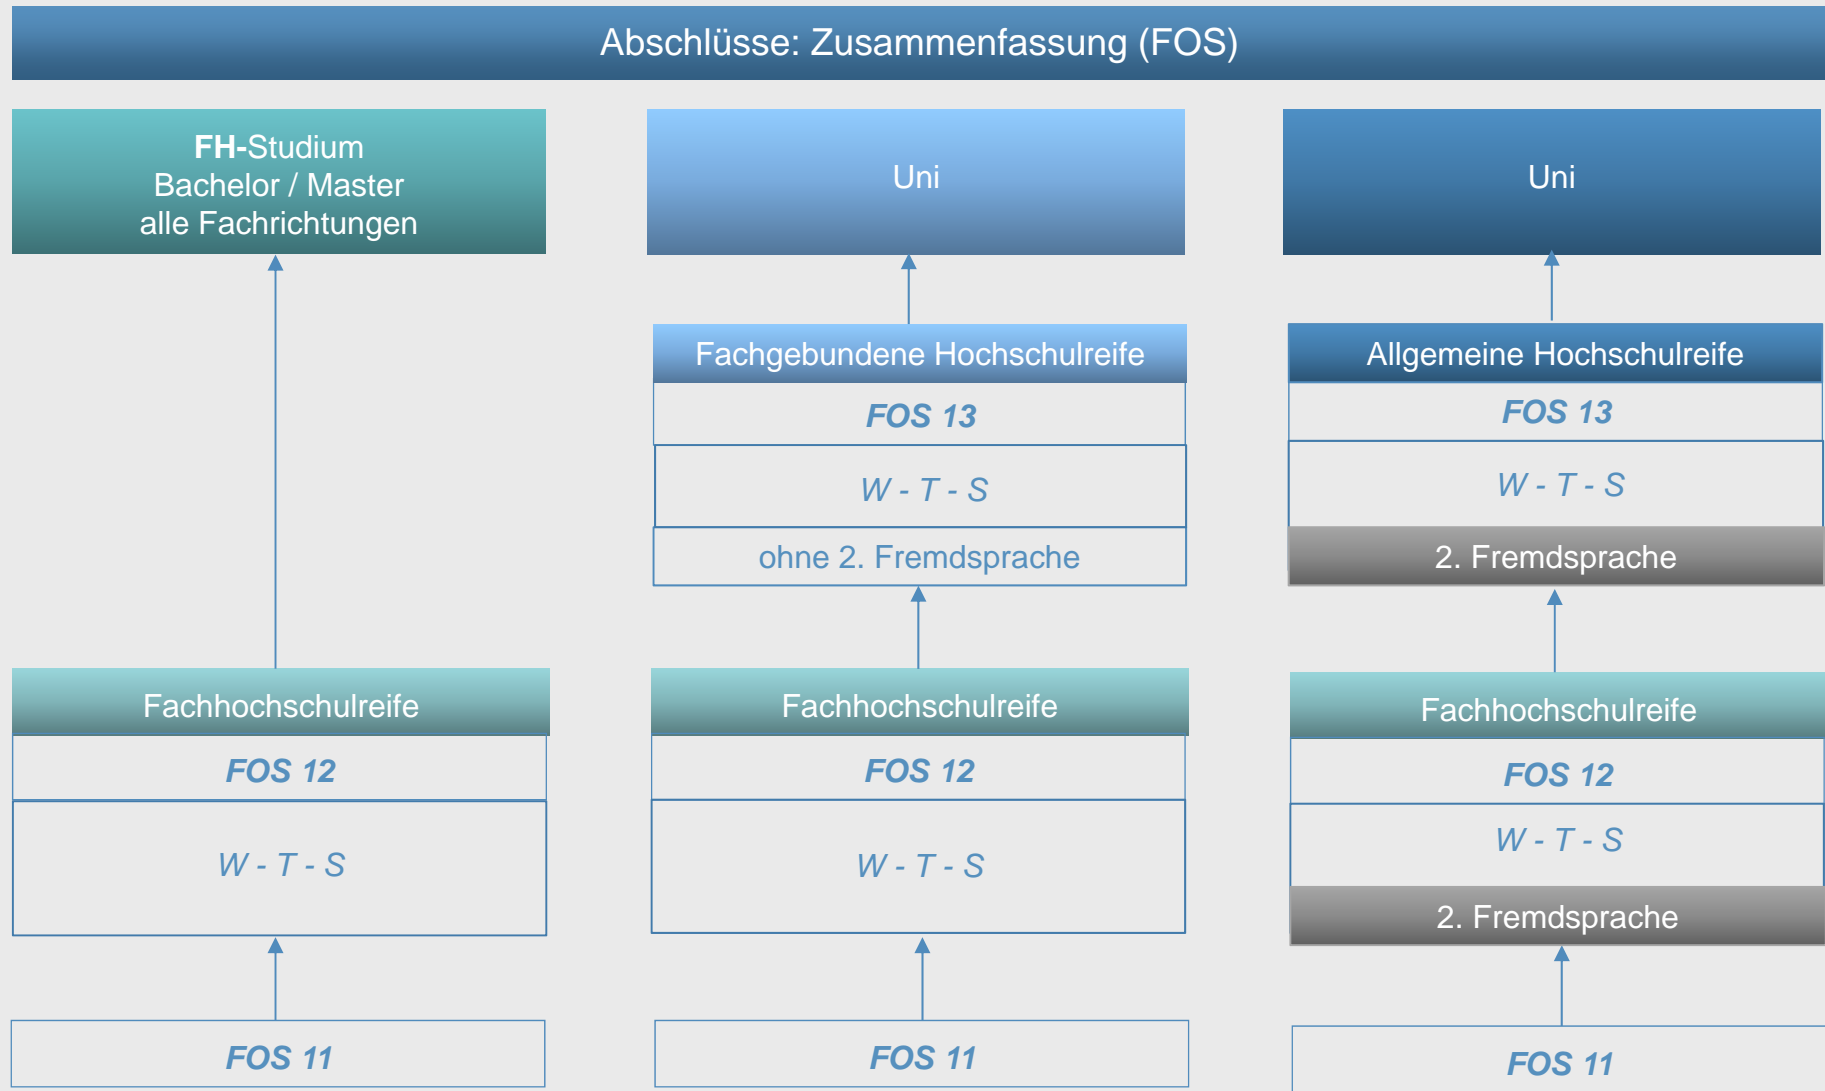 Abschlüsse: Zusammenfassung (FOS)
FH-Studium
Bachelor / Master
alle Fachrichtungen
Fachhochschulreife
FOS 12
W - T - S
FOS 11
Uni
Fachgebundene Hochschulreife
FOS 13
W - T - S
ohne 2. Fremdsprache
Fachhochschulreife
FOS 12
W - T - S
FOS 11
Uni
Allgemeine Hochschulreife
FOS 13
W - T - S
2. Fremdsprache
Fachhochschulreife
FOS 12
W - T - S
2. Fremdsprache
FOS 11